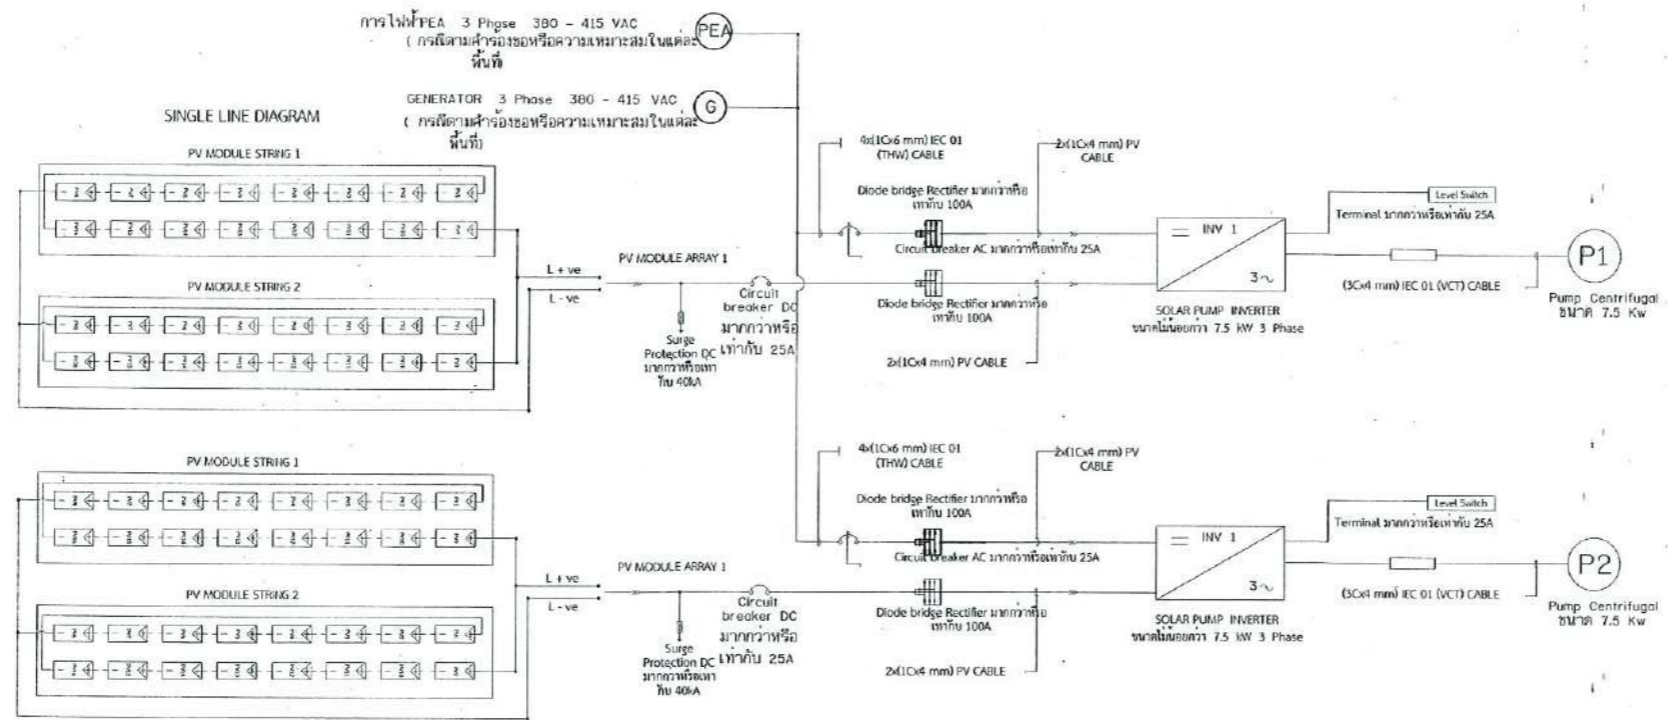 การไฟฟ้าPEA 3 Phase 380 - 415 VAC
( กรณีตามคำร้องขอหรือความเหมาะสมในแต่ละ
พื้นที่)
PEA
GENERATOR 3 Phase 380 - 415 VAC
( กรณีตามคำร้องขอหรือความเหมาะสมในแต่ละ
พื้นที่)
G
SINGLE LINE DIAGRAM
PV MODULE STRING 1
PV MODULE STRING 2
L + ve
L - ve
PV MODULE ARRAY 1
Surge
Protection DC
มากกว่าหรือเท่า
กับ 40kA
Circuit
breaker DC
มากกว่าหรือ
เท่ากับ 25A
4x(1Cx6 mm) IEC 01
(THW) CABLE
2x(1Cx4 mm) PV
CABLE
Diode bridge Rectifier มากกว่าหรือ
เท่ากับ 100A
Circuit breaker AC มากกว่าหรือเท่ากับ 25A
Diode bridge Rectifier มากกว่าหรือ
เท่ากับ 100A
2x(1Cx4 mm) PV CABLE
INV 1
3~
SOLAR PUMP INVERTER
ขนาดไม่น้อยกว่า 7.5 kW 3 Phase
Level Switch
Terminal มากกว่าหรือเท่ากับ 25A
(3Cx4 mm) IEC 01 (VCT) CABLE
P1
Pump Centrifugal
ขนาด 7.5 Kw
PV MODULE STRING 1
PV MODULE STRING 2
L + ve
L - ve
PV MODULE ARRAY 1
Surge
Protection DC
มากกว่าหรือเท่า
กับ 40kA
Circuit
breaker DC
มากกว่าหรือ
เท่ากับ 25A
4x(1Cx6 mm) IEC 01
(THW) CABLE
2x(1Cx4 mm) PV
CABLE
Diode bridge Rectifier มากกว่าหรือ
เท่ากับ 100A
Circuit breaker AC มากกว่าหรือเท่ากับ 25A
Diode bridge Rectifier มากกว่าหรือ
เท่ากับ 100A
2x(1Cx4 mm) PV CABLE
INV 1
3~
SOLAR PUMP INVERTER
ขนาดไม่น้อยกว่า 7.5 kW 3 Phase
Level Switch
Terminal มากกว่าหรือเท่ากับ 25A
(3Cx4 mm) IEC 01 (VCT) CABLE
P2
Pump Centrifugal
ขนาด 7.5 Kw